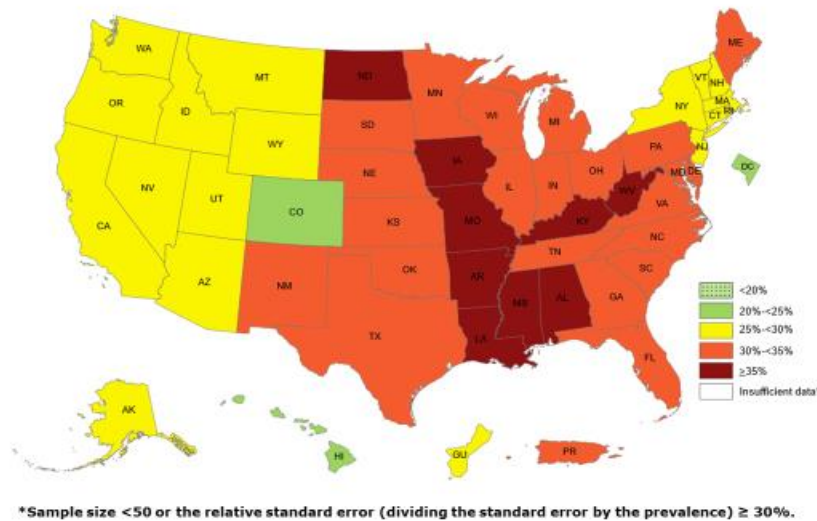 WA
MT
ND
MN
ME
VT
NH
OR
ID
SD
WI
MI
NY
MA
CT
RI
WY
NE
IA
PA
NJ
NV
UT
CO
IL
IN
OH
MD
DE
DC
CA
KS
MO
WV
VA
KY
NC
AZ
NM
OK
AR
TN
SC
TX
LA
MS
AL
GA
FL
<20%
20%-<25%
25%-<30%
30%-<35%
≥35%
Insufficient data*
AK
HI
GU
PR
*Sample size <50 or the relative standard error (dividing the standard error by the prevalence) ≥ 30%.